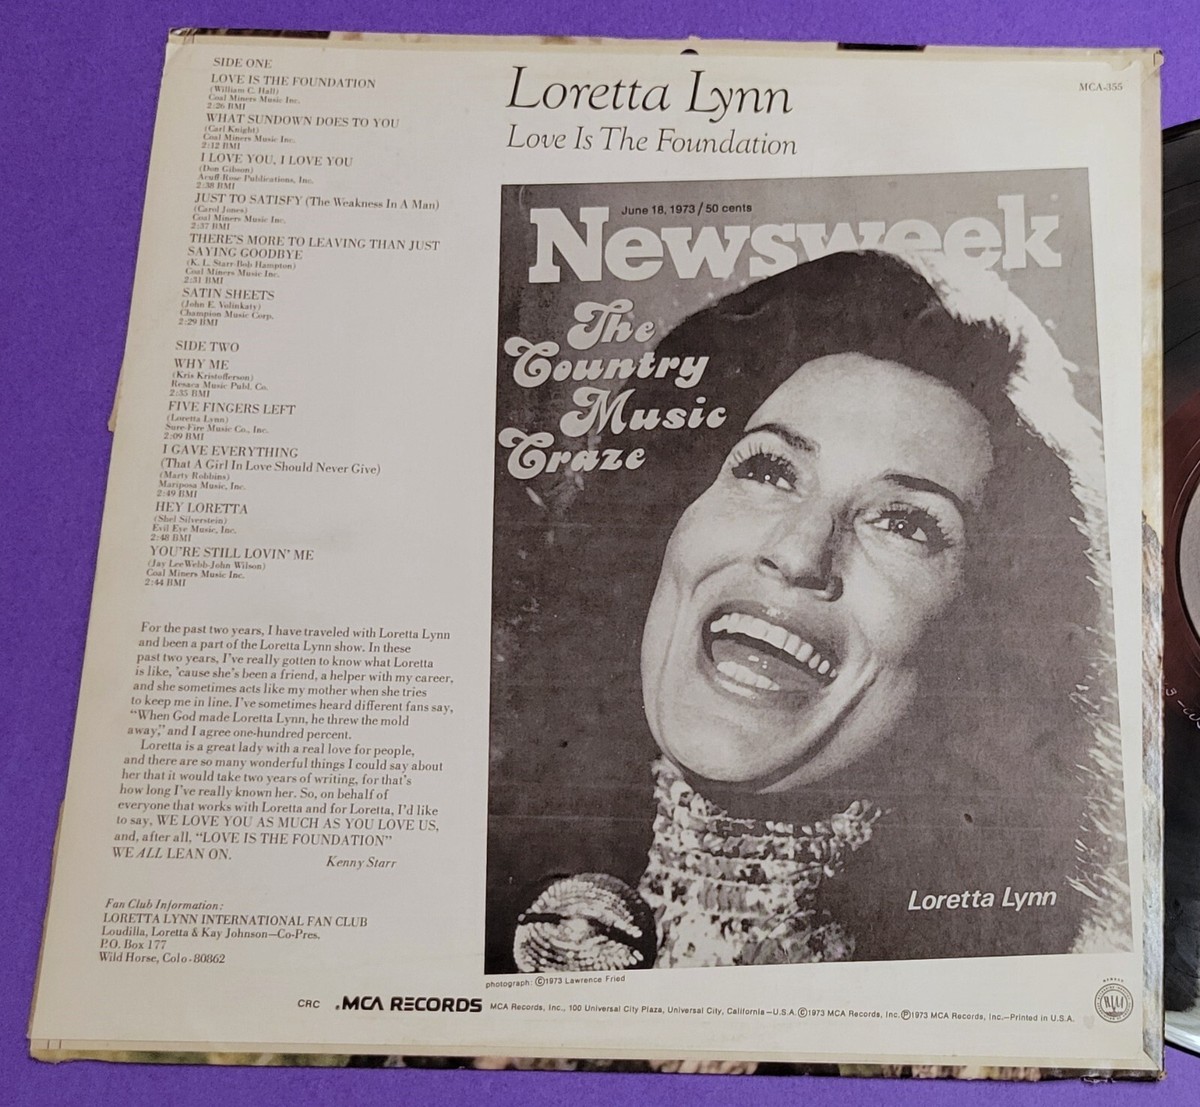 SIDE ONE
LOVE IS THE FOUNDATION
(William C. Hall)
Coal Miners Music Inc.
2:26 BMI
WHAT SUNDOWN DOES TO YOU
(Carl Knight)
Coal Miners Music Inc.
2:12 BMI
I LOVE YOU, I LOVE YOU
(Don Gibson)
Acuff-Rose Publications, Inc.
2:38 BMI
JUST TO SATISFY (The Weakness In A Man)
(Carol Jones)
Coal Miners Music Inc.
2:37 BMI
THERE'S MORE TO LEAVING THAN JUST
SAYING GOODBYE
(K. L. Starr-Bob Hampton)
Coal Miners Music Inc.
2:31 BMI
SATIN SHEETS
(John E. Volinkaty)
Champion Music Corp.
2:29 BMI
SIDE TWO
WHY ME
(Kris Kristofferson)
Resaca Music Publ. Co.
2:35 BMI
FIVE FINGERS LEFT
(Loretta Lynn)
Sure-Fire Music Co., Inc.
2:09 BMI
I GAVE EVERYTHING
(That A Girl In Love Should Never Give)
(Marty Robbins)
Mariposa Music, Inc.
2:49 BMI
HEY LORETTA
(Shel Silverstein)
Evil Eye Music, Inc.
2:48 BMI
YOU'RE STILL LOVIN' ME
(Jay Lee Webb-John Wilson)
Coal Miners Music Inc.
2:44 BMI
For the past two years, I have traveled with Loretta Lynn
and been a part of the Loretta Lynn show. In these
past two years, I've really gotten to know what Loretta
is like, 'cause she's been a friend, a helper with my career,
and she sometimes acts like my mother when she tries
to keep me in line. I've sometimes heard different fans say,
"When God made Loretta Lynn, he threw the mold
away," and I agree one-hundred percent.
Loretta is a great lady with a real love for people,
and there are so many wonderful things I could say about
her that it would take two years of writing, for that's
how long I've really known her. So, on behalf of
everyone that works with Loretta and for Loretta, I'd like
to say, WE LOVE YOU AS MUCH AS YOU LOVE US,
and, after all, "LOVE IS THE FOUNDATION"
WE ALL LEAN ON.
Kenny Starr
Fan Club Information:
LORETTA LYNN INTERNATIONAL FAN CLUB
Loudilla, Loretta & Kay Johnson—Co-Pres.
P.O. Box 177
Wild Horse, Colo. 80862
Loretta Lynn
Love Is The Foundation
MCA-355
June 18, 1973 / 50 cents
Newsweek
The
Country
Music
Craze
Loretta Lynn
photograph: ©1973 Lawrence Fried
CRC
MCA RECORDS
MCA Records, Inc., 100 Universal City Plaza, Universal City, California—U.S.A. ©1973 MCA Records, Inc. ℗1973 MCA Records, Inc.—Printed in U.S.A.